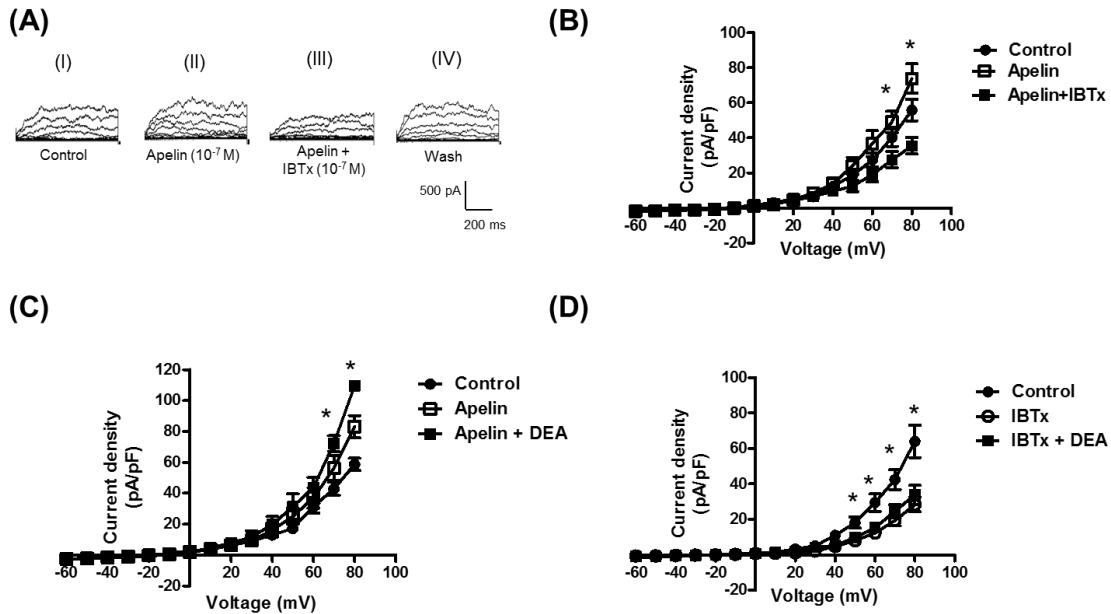 (A)
(I) (II) (III) (IV)
Control
Apelin (10⁻⁷ M)
Apelin +
IBTx (10⁻⁷ M)
Wash
500 pA
200 ms
(B)
* *
Control
Apelin
Apelin+IBTx
Current density
(pA/pF)
100
80
60
40
20
-20
-60 -40 -20 20 40 60 80 100
Voltage (mV)
(C)
* *
Control
Apelin
Apelin + DEA
Current density
(pA/pF)
120
100
80
60
40
20
-20
-60 -40 -20 20 40 60 80 100
Voltage (mV)
(D)
* * * *
Control
IBTx
IBTx + DEA
Current density
(pA/pF)
100
80
60
40
20
-20
-60 -40 -20 20 40 60 80 100
Voltage (mV)